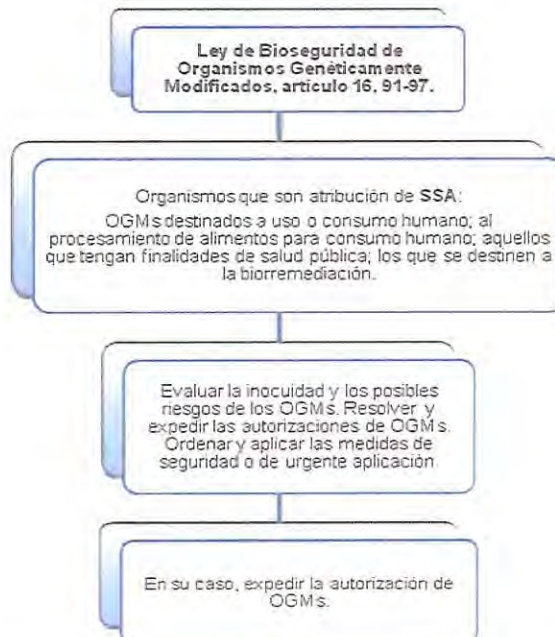 Ley de Bioseguridad de
Organismos Genéticamente
Modificados, artículo 16, 91-97.
Organismos que son atribución de SSA:
OGMs destinados a uso o consumo humano; al
procesamiento de alimentos para consumo humano; aquellos
que tengan finalidades de salud pública; los que se destinen a
la biorremediación.
Evaluar la inocuidad y los posibles
riesgos de los OGMs. Resolver y
expedir las autorizaciones de OGMs.
Ordenar y aplicar las medidas de
seguridad o de urgente aplicación
En su caso, expedir la autorización de
OGMs.